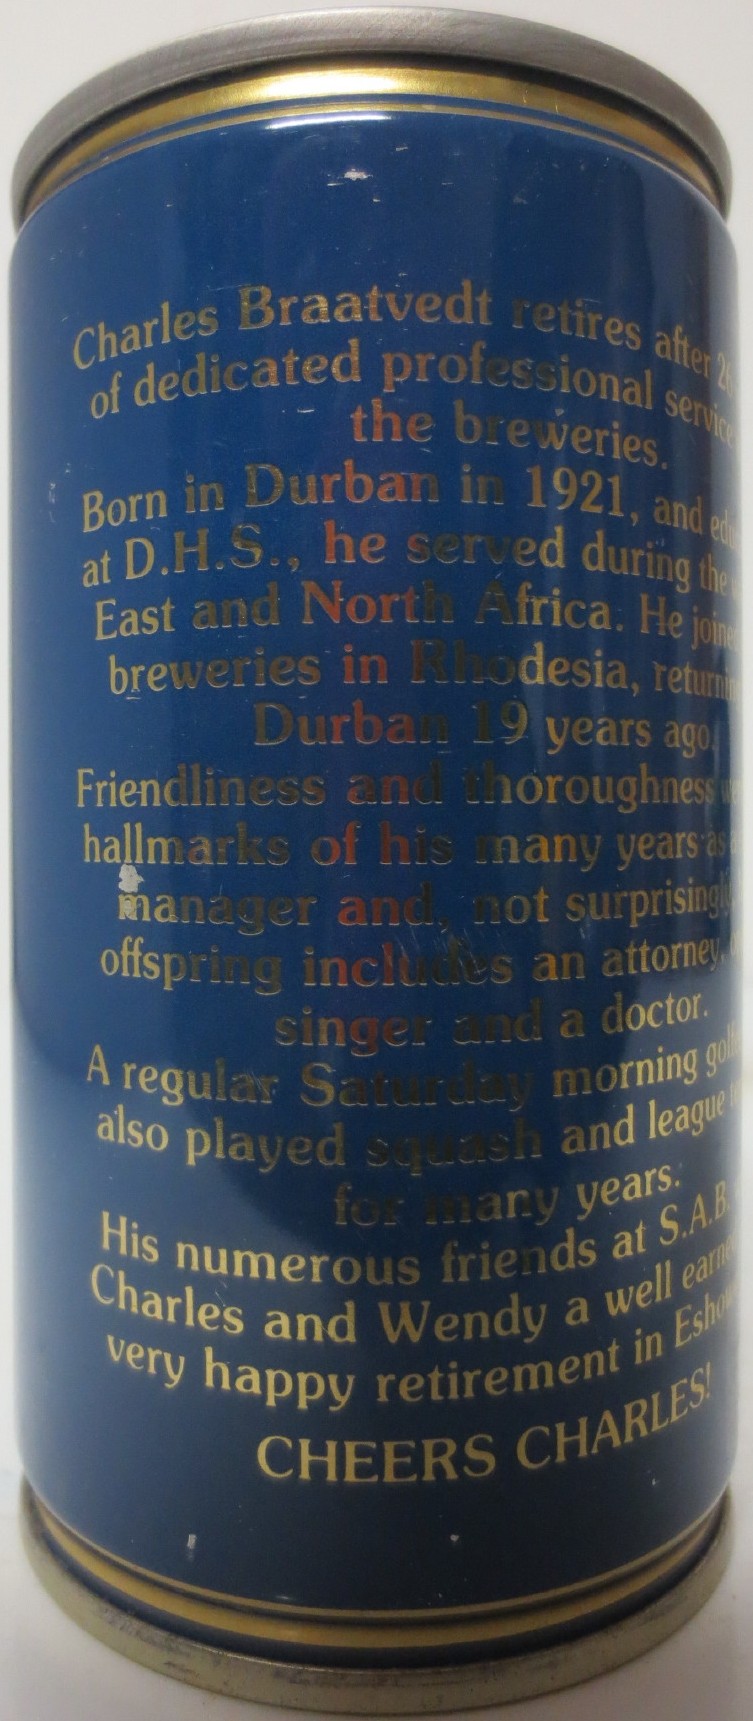 Charles Braatvedt retires after 26
of dedicated professional service
the breweries.
Born in Durban in 1921, and
at D.H.S., he served during the
East and North Africa. He joined
breweries in Rhodesia,
Durban 19 years ago.
Friendliness and thoroughness
hallmarks of his many years as
manager and, not surprisingly,
offspring includes an attorney,
singer and a doctor.
A regular Saturday morning
also played squash and league
for many years.
His numerous friends at S.A.B.
Charles and Wendy a well
very happy retirement in
CHEERS CHARLES!